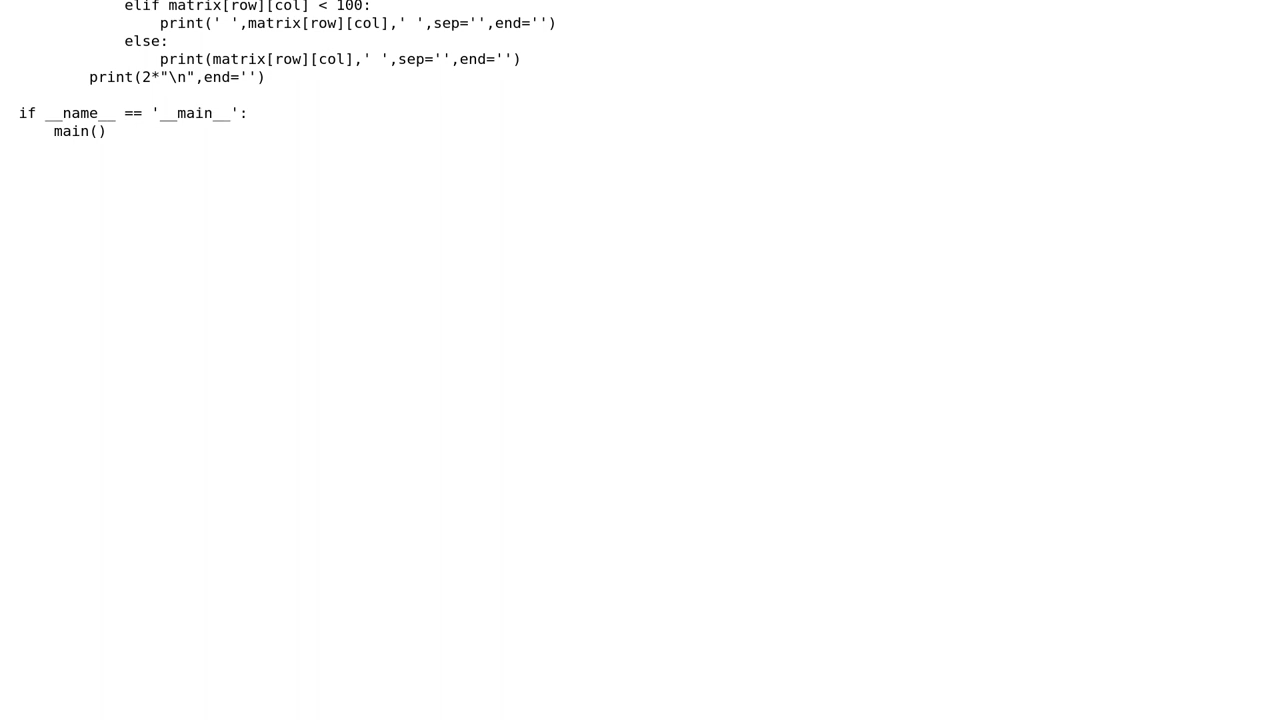 elif matrix[row][col] < 100:
print(' ',matrix[row][col],' ',sep='',end='')
else:
print(matrix[row][col],' ',sep='',end='')
print(2*"\n",end='')
if __name__ == '__main__':
main()